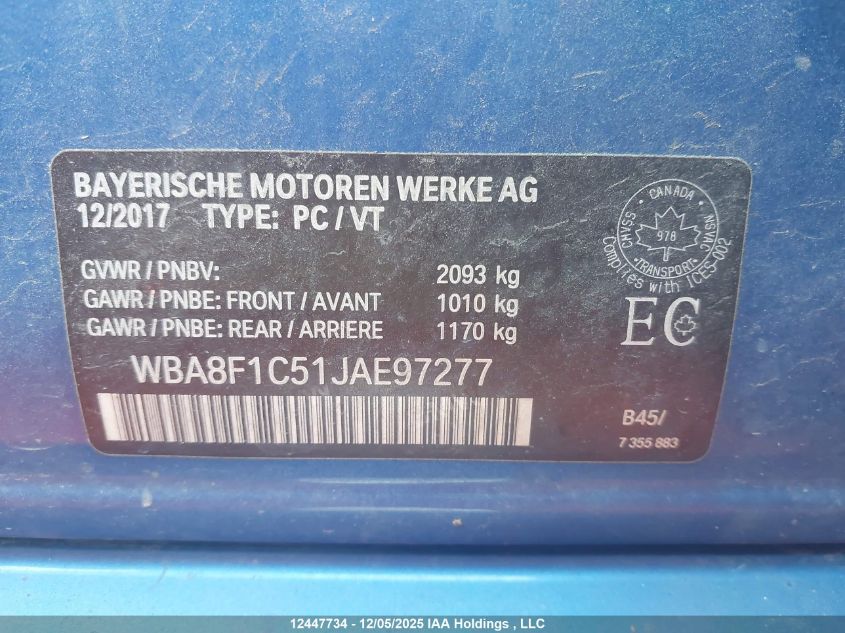 BAYERISCHE MOTOREN WERKE AG
12/2017 TYPE: PC / VT
GVWR / PNBV: 2093 kg
GAWR / PNBE: FRONT / AVANT 1010 kg
GAWR / PNBE: REAR / ARRIERE 1170 kg
WBA8F1C51JAE97277
CANADA
CMVSS NSVAC
978
TRANSPORT
Complies with ICES-002
EC
B45/
7 355 883
12447734 - 12/05/2025 IAA Holdings , LLC